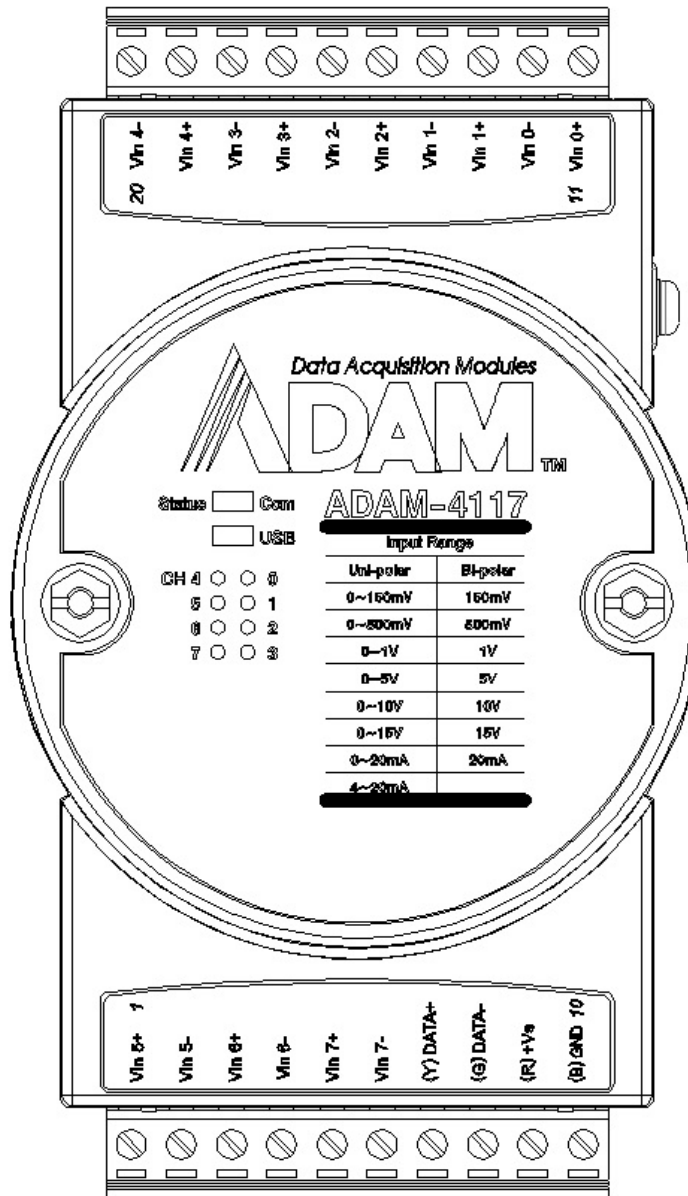 Vin 4-
Vin 4+
Vin 3-
Vin 3+
Vin 2-
Vin 2+
Vin 1-
Vin 1+
Vin 0-
Vin 0+
20
11
Data Acquisition Modules
ADAM
TM
Status Com
USB
ADAM-4117
Input Range
Uni-polar Bi-polar
0~150mV 150mV
0~500mV 500mV
0~1V 1V
0~5V 5V
0~10V 10V
0~15V 15V
0~20mA 20mA
4~20mA
CH 4 0
5 1
6 2
7 3
1
10
Vin 5+
Vin 5-
Vin 6+
Vin 6-
Vin 7+
Vin 7-
(Y) DATA+
(G) DATA-
(R) +Vs
(B) GND